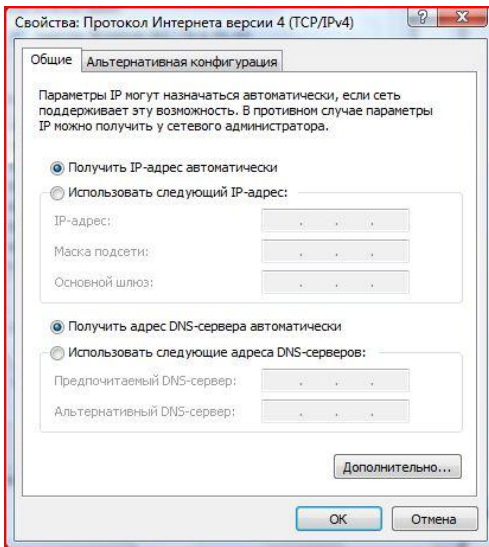 Свойства: Протокол Интернета версии 4 (TCP/IPv4)
Общие Альтернативная конфигурация
Параметры IP могут назначаться автоматически, если сеть
поддерживает эту возможность. В противном случае параметры
IP можно получить у сетевого администратора.
Получить IP-адрес автоматически
Использовать следующий IP-адрес:
IP-адрес:
Маска подсети:
Основной шлюз:
Получить адрес DNS-сервера автоматически
Использовать следующие адреса DNS-серверов:
Предпочитаемый DNS-сервер:
Альтернативный DNS-сервер:
Дополнительно...
ОК Отмена